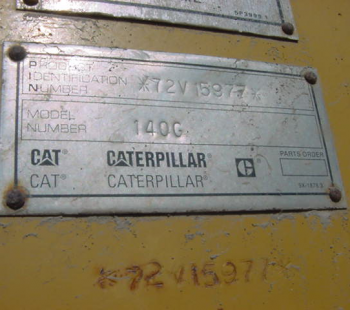 PRODUCT
IDENTIFICATION
NUMBER *72V15977*
MODEL
NUMBER 140G
CAT CATERPILLAR PARTS ORDER
CAT CATERPILLAR
*72V15977*